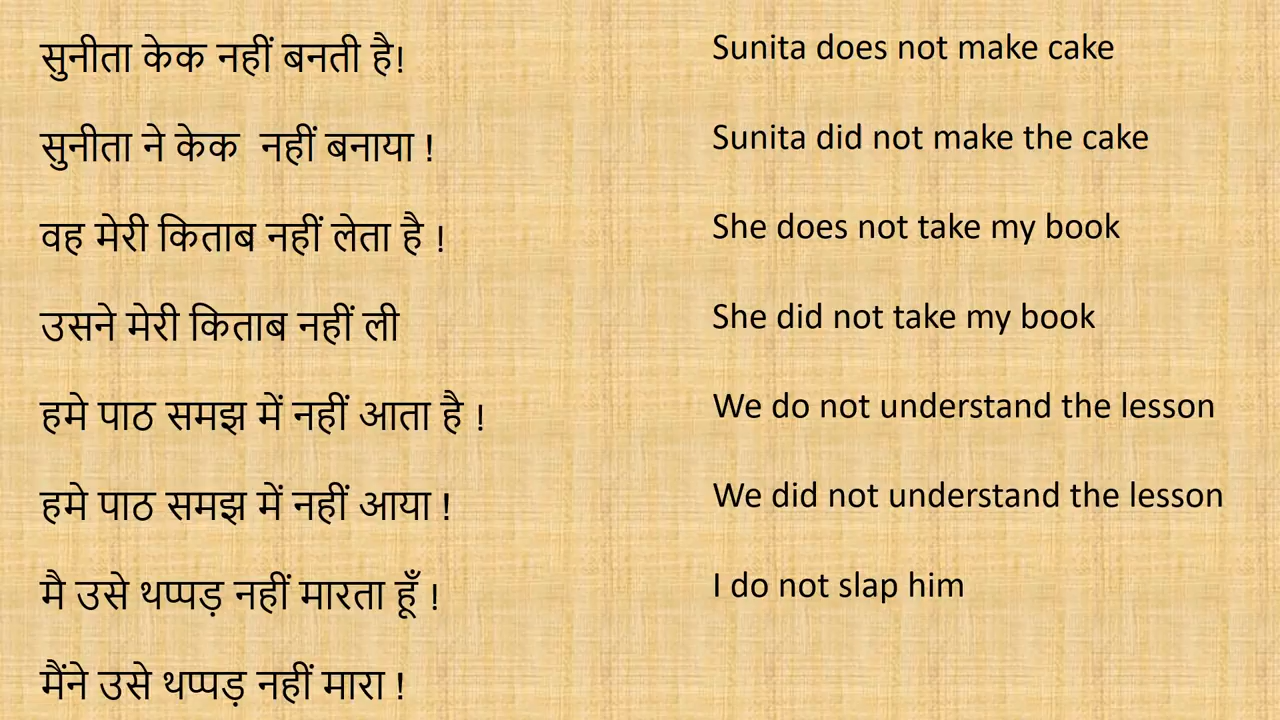 सुनीता केक नहीं बनती है!
Sunita does not make cake
सुनीता ने केक  नहीं बनाया !
Sunita did not make the cake
वह मेरी किताब नहीं लेता है !
She does not take my book
उसने मेरी किताब नहीं ली
She did not take my book
हमे पाठ समझ में नहीं आता है !
We do not understand the lesson
हमे पाठ समझ में नहीं आया !
We did not understand the lesson
मै उसे थप्पड़ नहीं मारता हूँ !
I do not slap him
मैंने उसे थप्पड़ नहीं मारा !